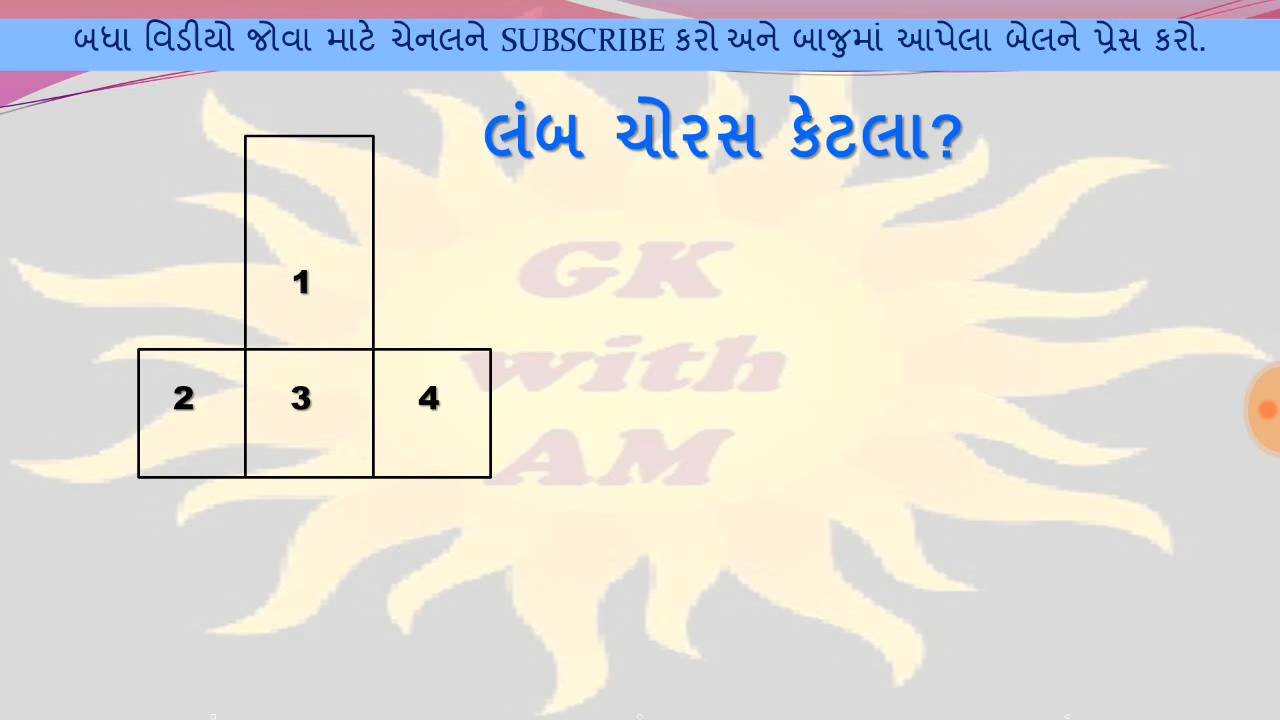 બધા વિડીયો જોવા માટે ચેનલને SUBSCRIBE કરો અને બાજુમાં આપેલા બેલને પ્રેસ કરો.
લંબ ચોરસ કેટલા?
1
2 3 4
GK
with
AM